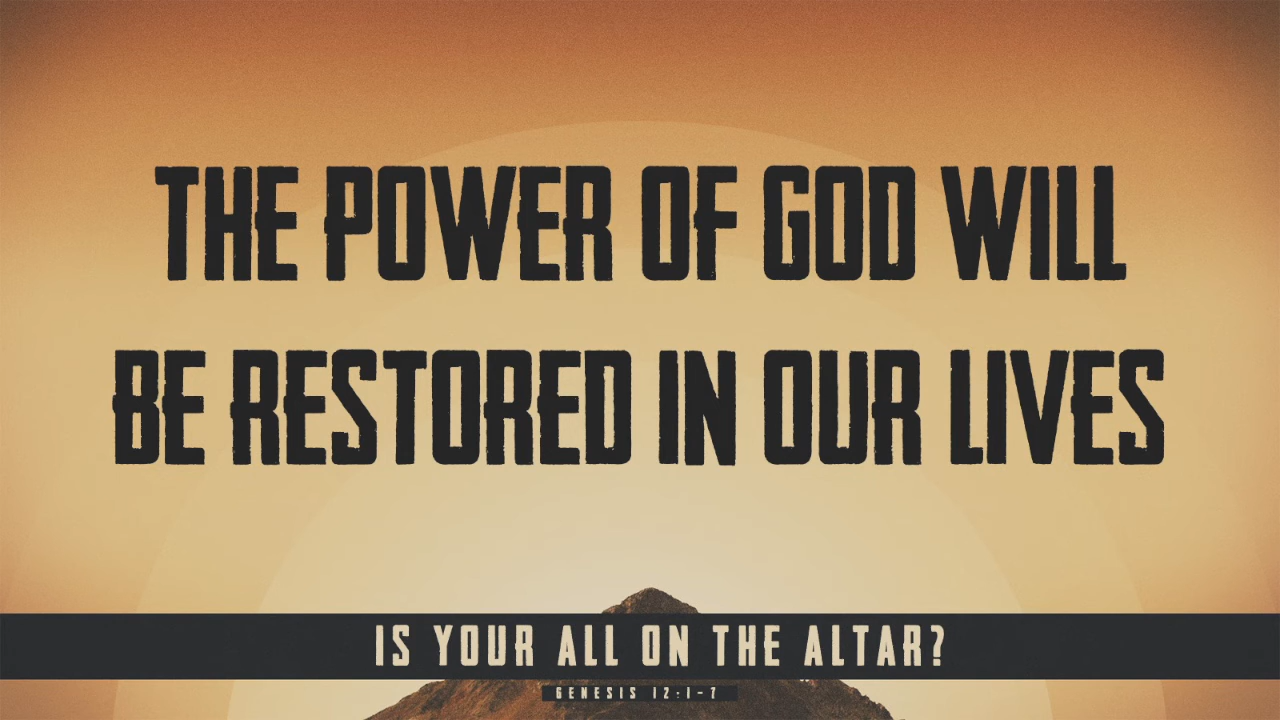 THE POWER OF GOD WILL
BE RESTORED IN OUR LIVES
IS YOUR ALL ON THE ALTAR?
GENESIS 12:1-7